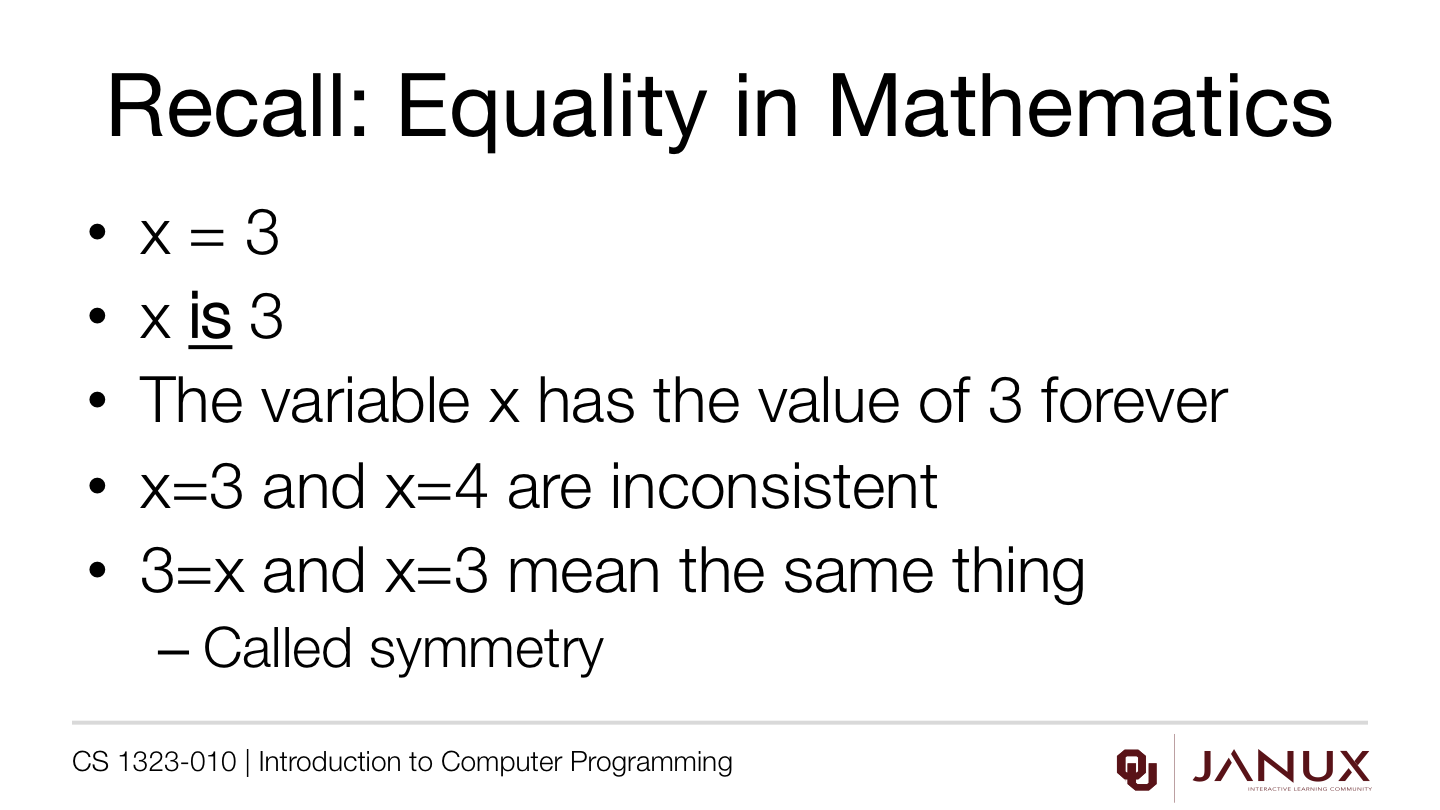 Recall: Equality in Mathematics
• x = 3
• x is 3
• The variable x has the value of 3 forever
• x=3 and x=4 are inconsistent
• 3=x and x=3 mean the same thing
– Called symmetry
CS 1323-010 | Introduction to Computer Programming
OU
JANUX
INTERACTIVE LEARNING COMMUNITY